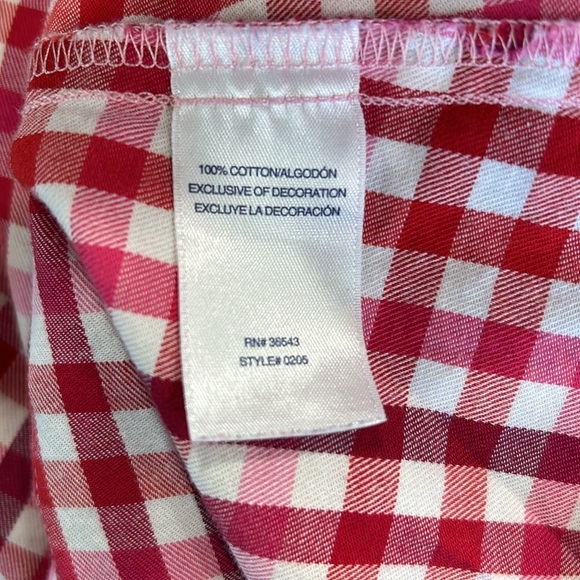 100% COTTON/ALGODÓN
EXCLUSIVE OF DECORATION
EXCLUYE LA DECORACIÓN
RN# 36543
STYLE# 0205